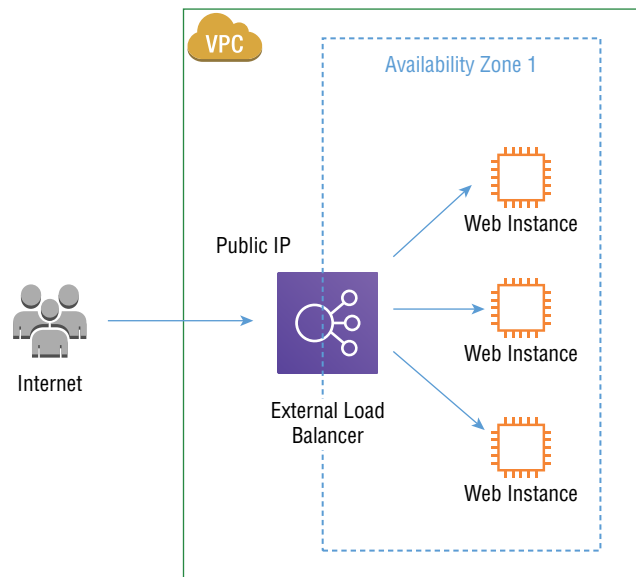 VPC
Availability Zone 1
Web Instance
Public IP
Web Instance
Internet
External Load
Balancer
Web Instance